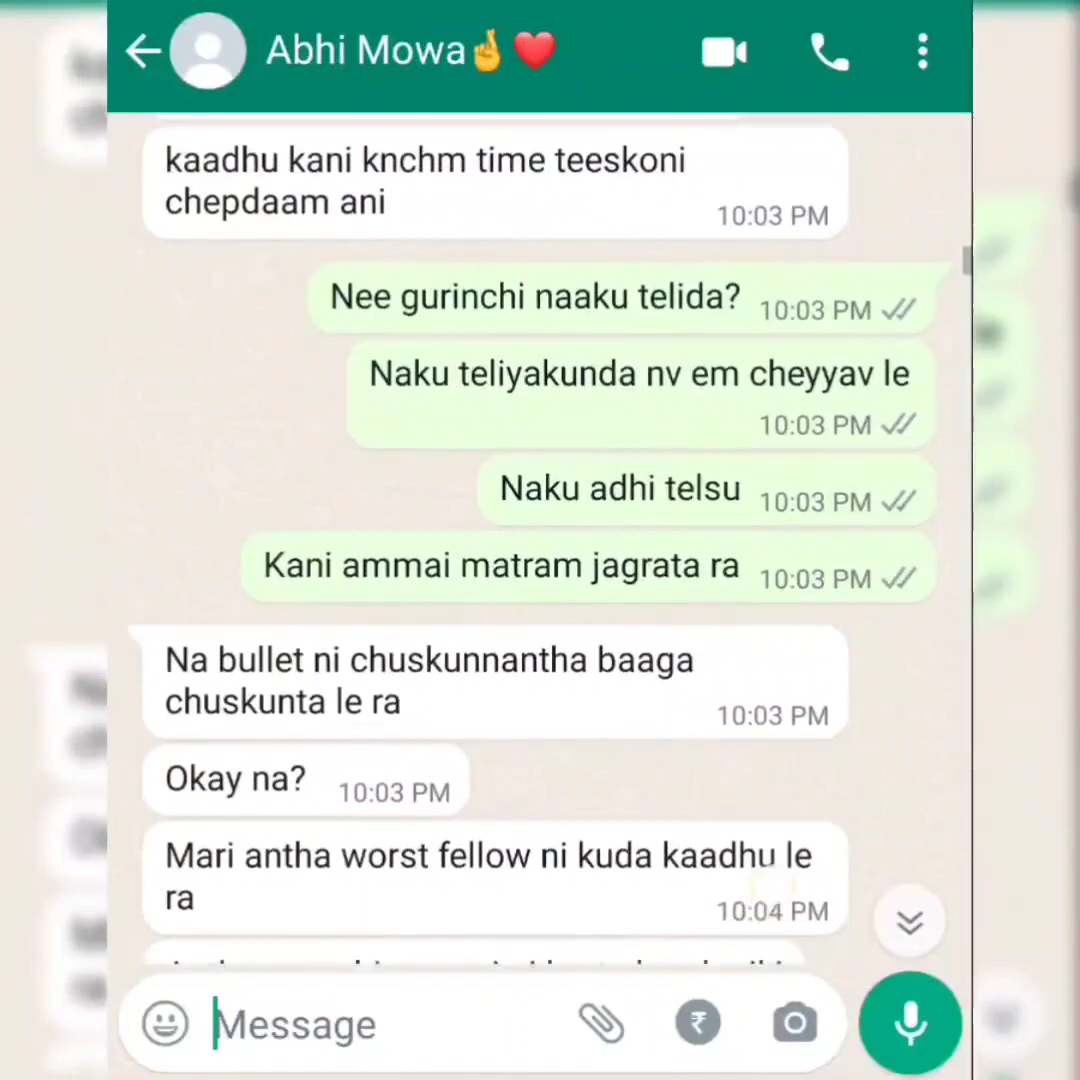 Abhi Mowa🤞❤️
kaadhu kani knchm time teeskoni
chepdaam ani
10:03 PM
Nee gurinchi naaku telida? 10:03 PM
Naku teliyakunda nv em cheyyav le
10:03 PM
Naku adhi telsu 10:03 PM
Kani ammai matram jagrata ra 10:03 PM
Na bullet ni chuskunnantha baaga
chuskunta le ra
10:03 PM
Okay na? 10:03 PM
Mari antha worst fellow ni kuda kaadhu le
ra
10:04 PM
Message